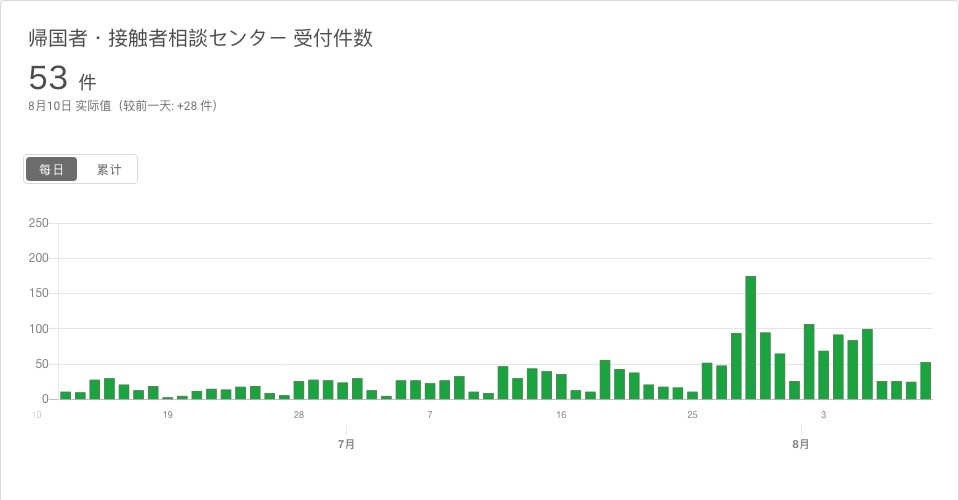 帰国者・接触者相談センター 受付件数
53 件
8月10日 实际值（较前一天: +28 件）
每日 累计
250
200
150
100
50
0
10 19 28 7 16 25 3
7月 8月